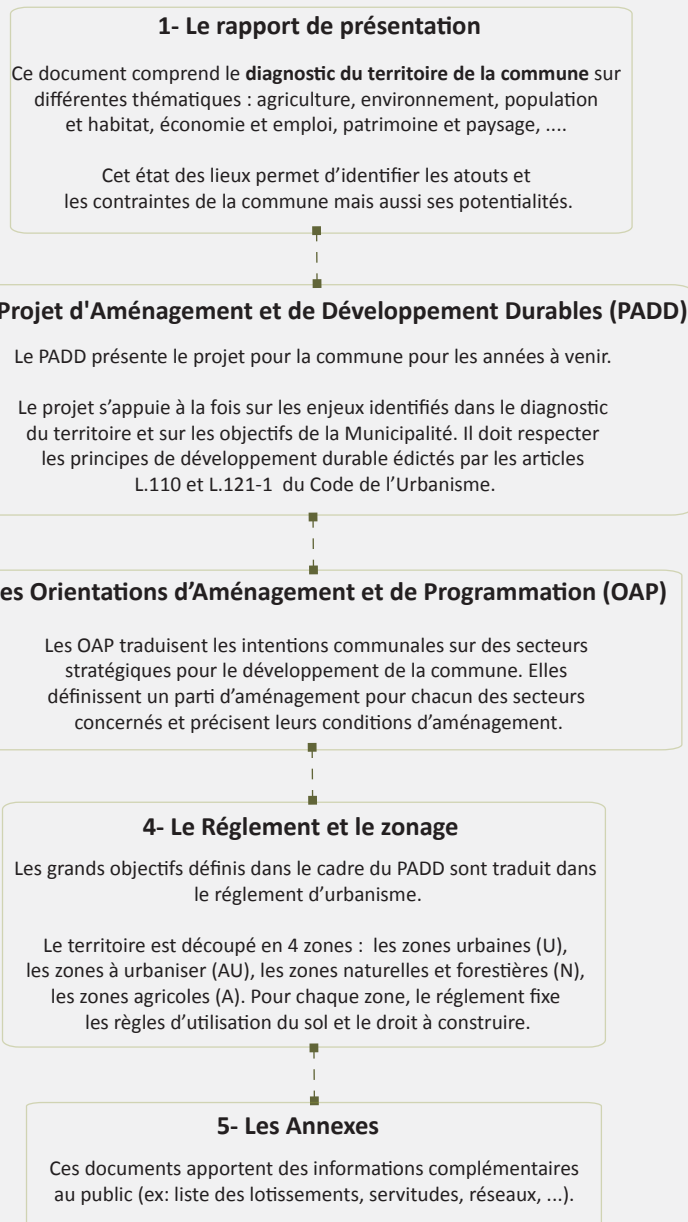 1- Le rapport de présentation
Ce document comprend le diagnostic du territoire de la commune sur
différentes thématiques : agriculture, environnement, population
et habitat, économie et emploi, patrimoine et paysage, ....
Cet état des lieux permet d'identifier les atouts et
les contraintes de la commune mais aussi ses potentialités.
Projet d'Aménagement et de Développement Durables (PADD)
Le PADD présente le projet pour la commune pour les années à venir.
Le projet s'appuie à la fois sur les enjeux identifiés dans le diagnostic
du territoire et sur les objectifs de la Municipalité. Il doit respecter
les principes de développement durable édictés par les articles
L.110 et L.121-1 du Code de l'Urbanisme.
es Orientations d'Aménagement et de Programmation (OAP)
Les OAP traduisent les intentions communales sur des secteurs
stratégiques pour le développement de la commune. Elles
définissent un parti d'aménagement pour chacun des secteurs
concernés et précisent leurs conditions d'aménagement.
4- Le Réglement et le zonage
Les grands objectifs définis dans le cadre du PADD sont traduit dans
le réglement d'urbanisme.
Le territoire est découpé en 4 zones : les zones urbaines (U),
les zones à urbaniser (AU), les zones naturelles et forestières (N),
les zones agricoles (A). Pour chaque zone, le réglement fixe
les règles d'utilisation du sol et le droit à construire.
5- Les Annexes
Ces documents apportent des informations complémentaires
au public (ex: liste des lotissements, servitudes, réseaux, ...).